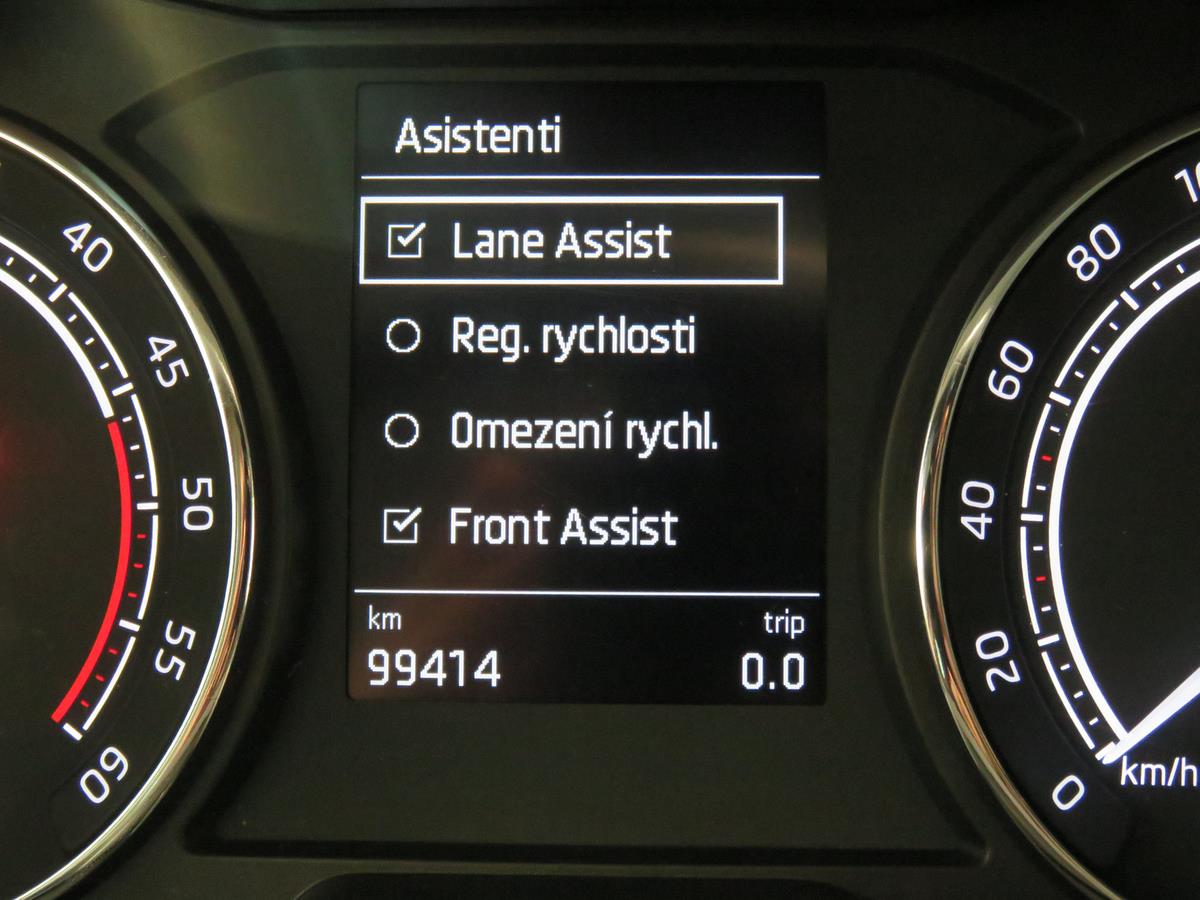 Asistenti
Lane Assist
Reg. rychlosti
Omezení rychl.
Front Assist
km trip
99414 0.0
40
45
50
55
60
80
60
40
20
0
km/h